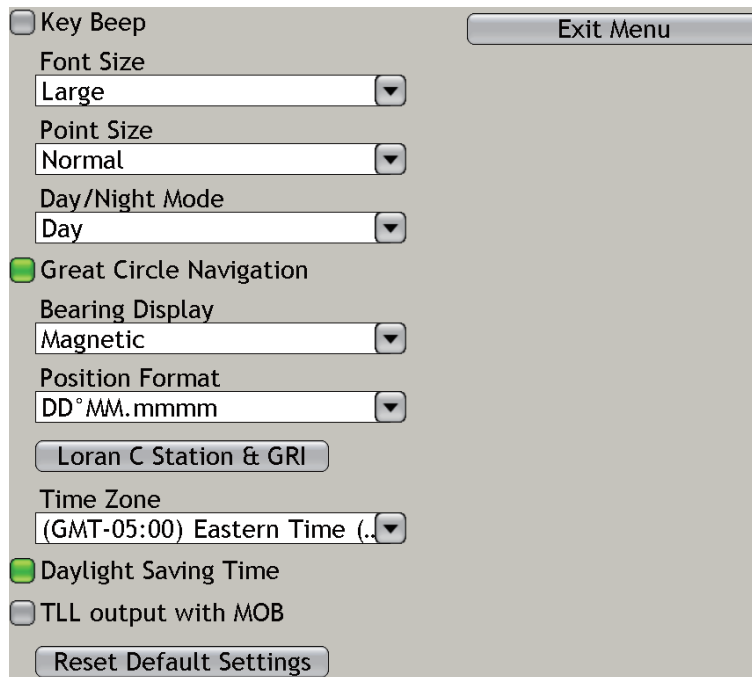 Key Beep
Exit Menu
Font Size
Large
Point Size
Normal
Day/Night Mode
Day
Great Circle Navigation
Bearing Display
Magnetic
Position Format
DD°MM.mmmm
Loran C Station & GRI
Time Zone
(GMT-05:00) Eastern Time (..
Daylight Saving Time
TLL output with MOB
Reset Default Settings